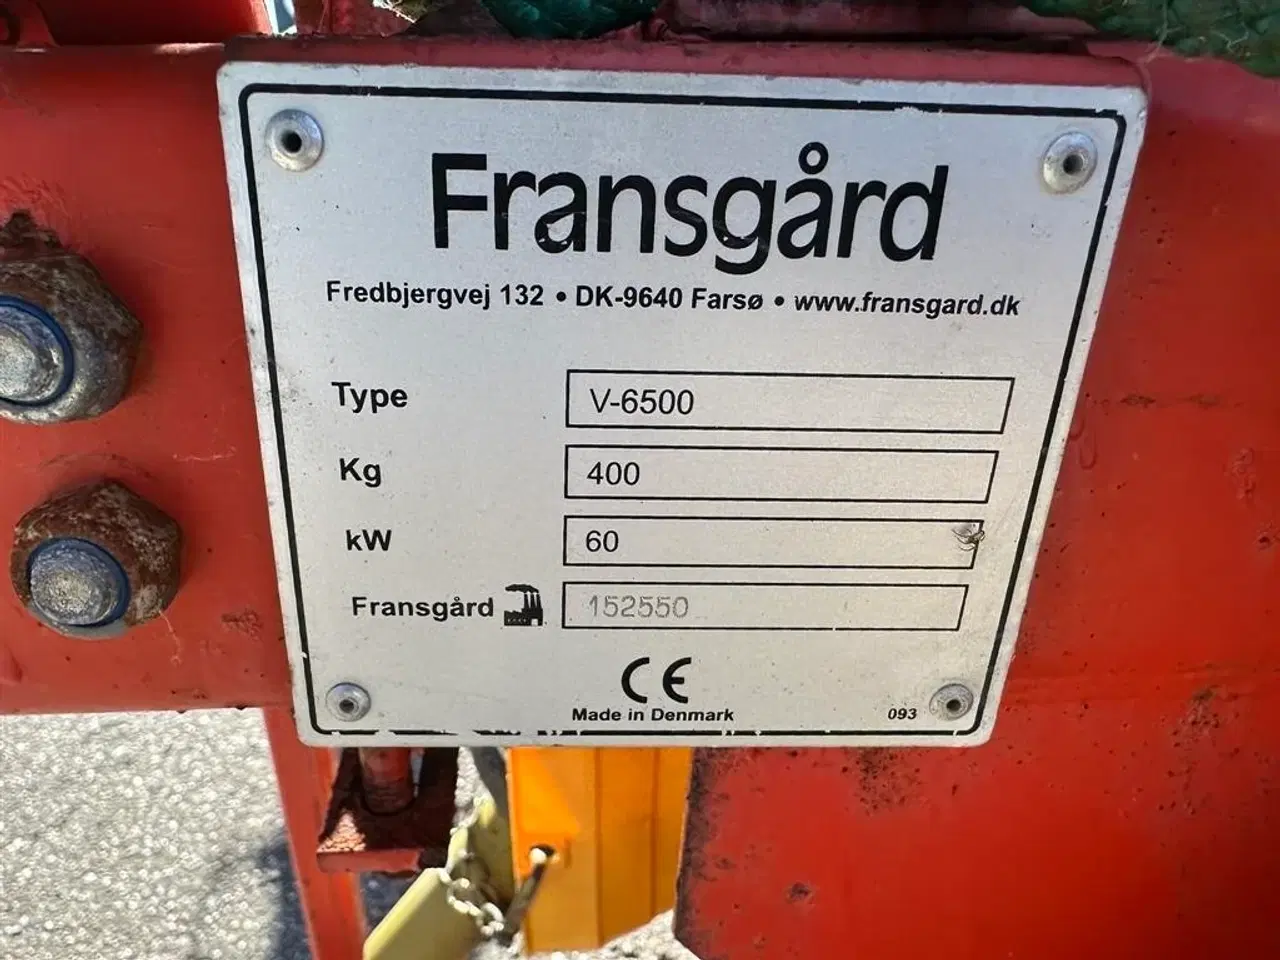 Fransgård
Fredbjergvej 132 • DK-9640 Farsø • www.fransgard.dk
Type V-6500
Kg 400
kW 60
Fransgård 152550
CE
Made in Denmark 093